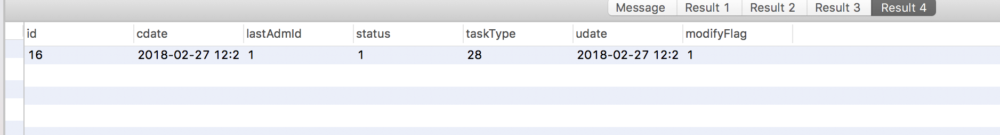 Message Result 1 Result 2 Result 3 Result 4
id cdate lastAdmId status taskType udate modifyFlag
16 2018-02-27 12:2 1 1 28 2018-02-27 12:2 1